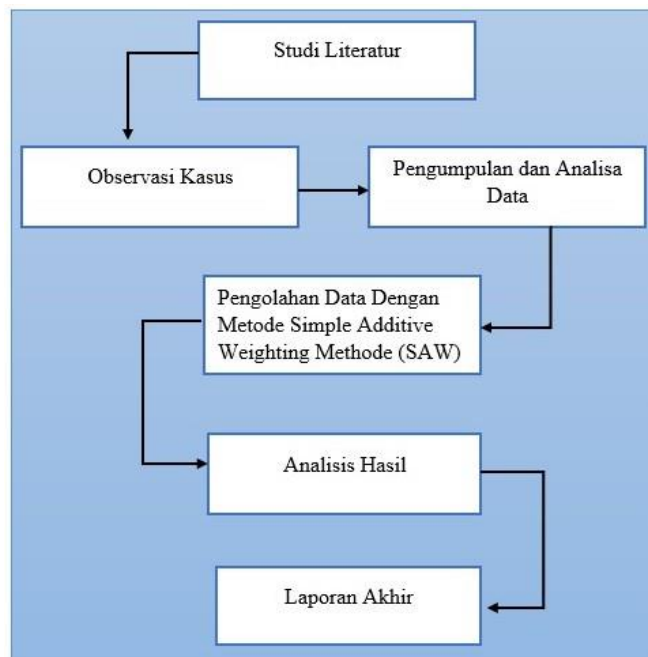 Studi Literatur
Observasi Kasus
Pengumpulan dan Analisa
Data
Pengolahan Data Dengan
Metode Simple Additive
Weighting Methode (SAW)
Analisis Hasil
Laporan Akhir